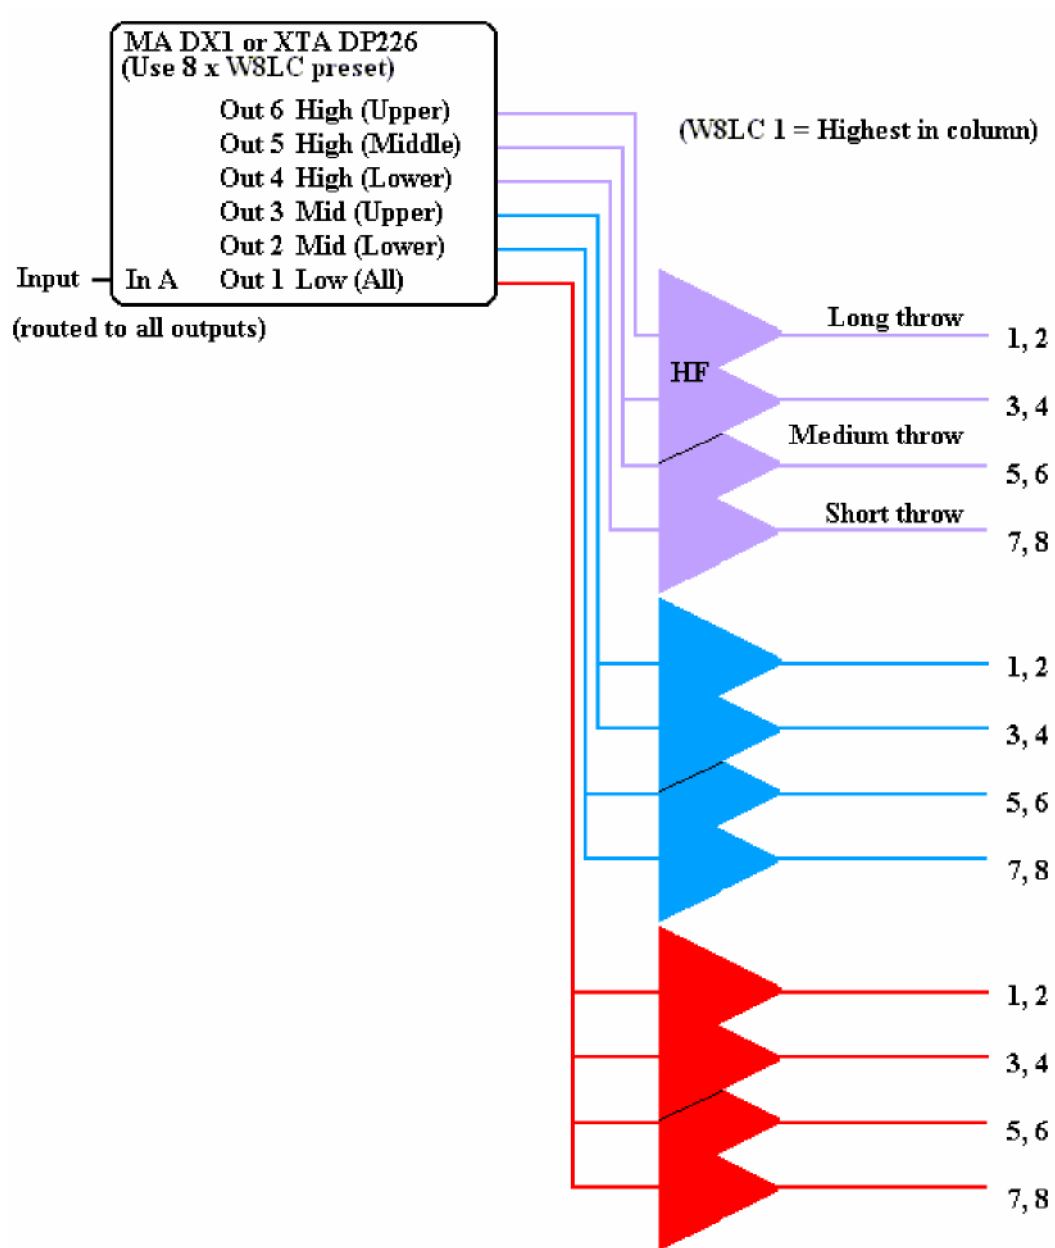 MA DX1 or XTA DP226
(Use 8 x W8LC preset)
Out 6 High (Upper)
Out 5 High (Middle)
Out 4 High (Lower)
Out 3 Mid (Upper)
Out 2 Mid (Lower)
Input In A Out 1 Low (All)
(routed to all outputs)
(W8LC 1 = Highest in column)
HF
Long throw 1, 2
3, 4
Medium throw
5, 6
Short throw
7, 8
1, 2
3, 4
5, 6
7, 8
1, 2
3, 4
5, 6
7, 8